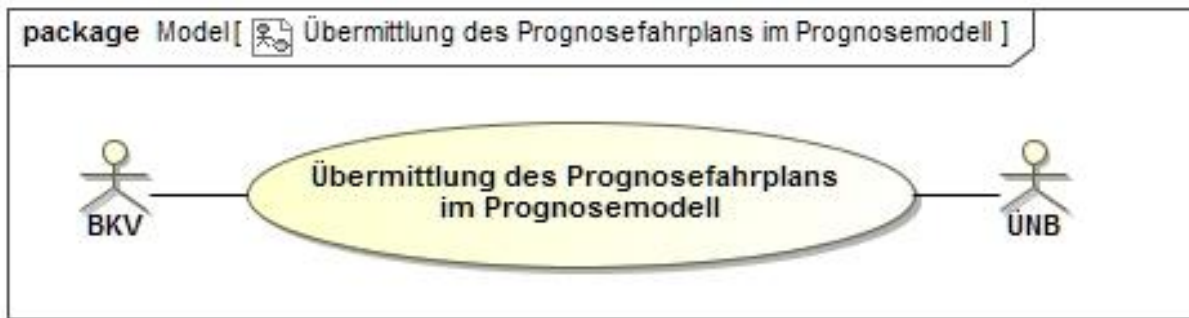 package Model[ Übermittlung des Prognosefahrplans im Prognosemodell ]
Übermittlung des Prognosefahrplans
im Prognosemodell
BKV
ÜNB